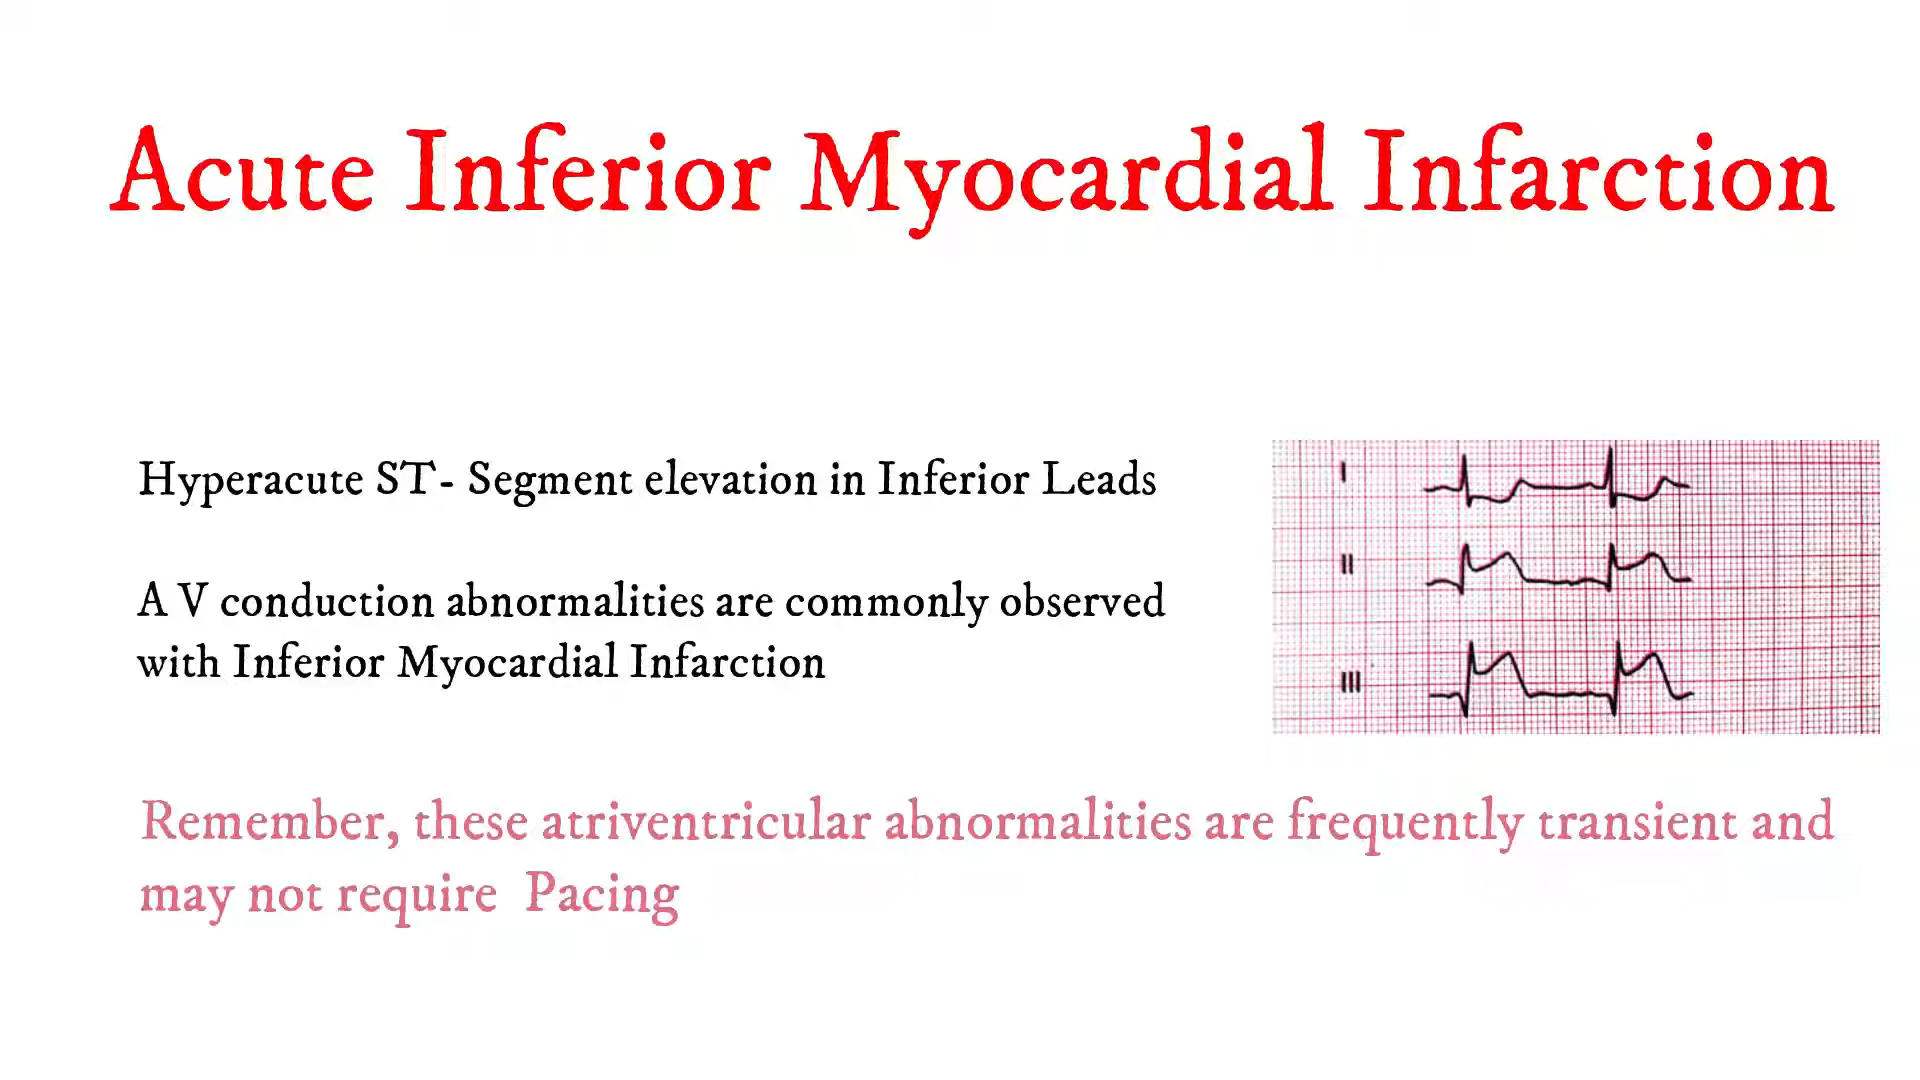 Acute Inferior Myocardial Infarction
Hyperacute ST- Segment elevation in Inferior Leads
A V conduction abnormalities are commonly observed
with Inferior Myocardial Infarction
I
II
III
Remember, these atriventricular abnormalities are frequently transient and
may not require Pacing